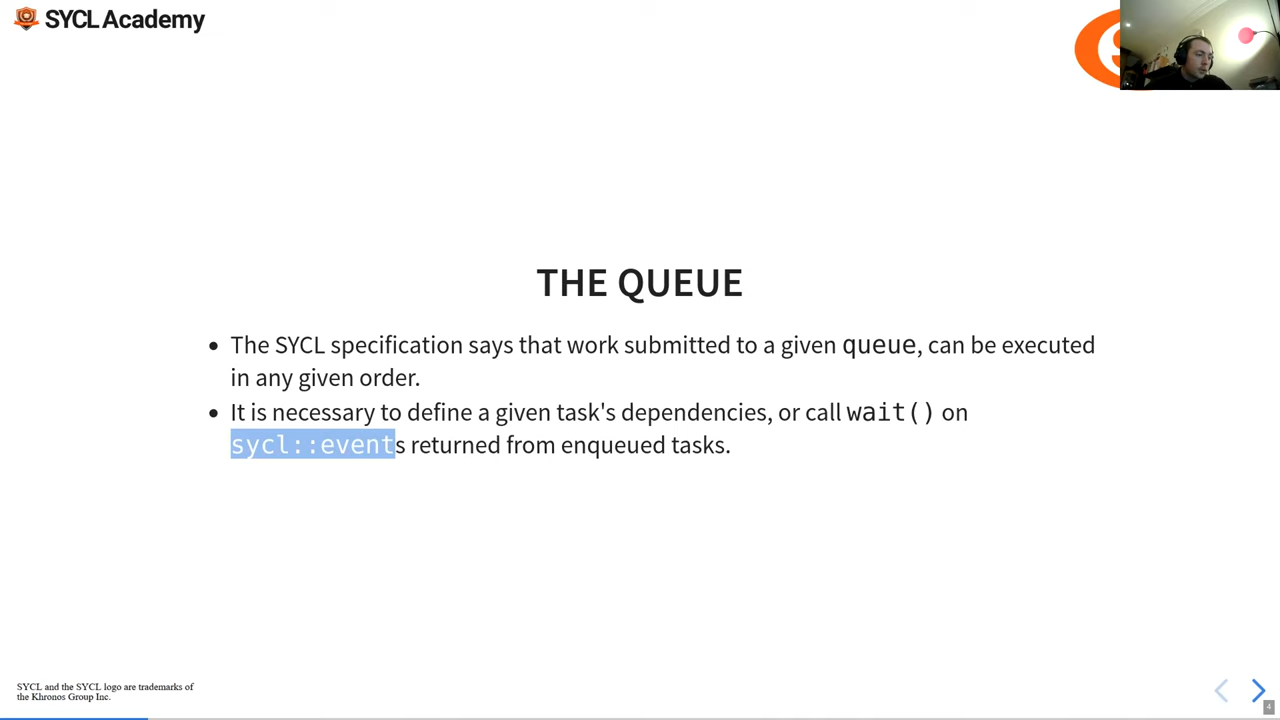 SYCL Academy
THE QUEUE
• The SYCL specification says that work submitted to a given queue, can be executed
in any given order.
• It is necessary to define a given task's dependencies, or call wait() on
sycl::events returned from enqueued tasks.
SYCL and the SYCL logo are trademarks of
the Khronos Group Inc.
4